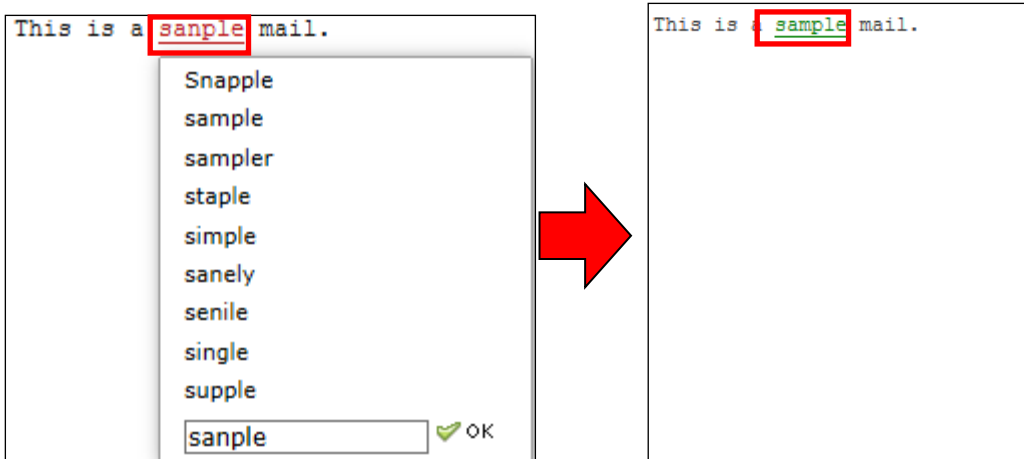 This is a sanple mail.
Snapple
sample
sampler
staple
simple
sanely
senile
single
supple
sanple OK
This is a sample mail.